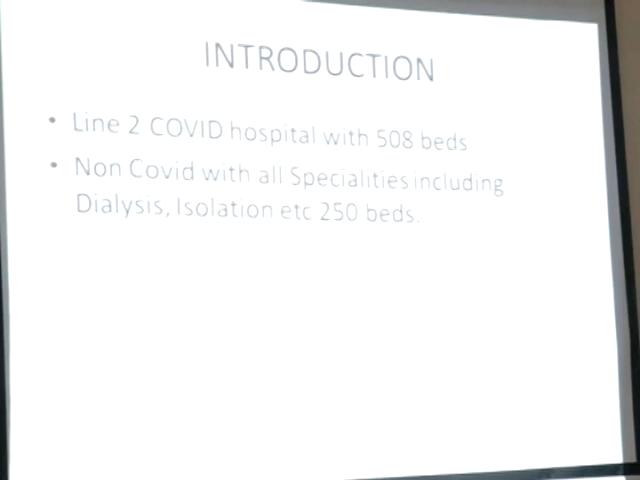 INTRODUCTION
• Line 2 COVID hospital with 508 beds
• Non Covid with all Specialities including
Dialysis, Isolation etc 250 beds.